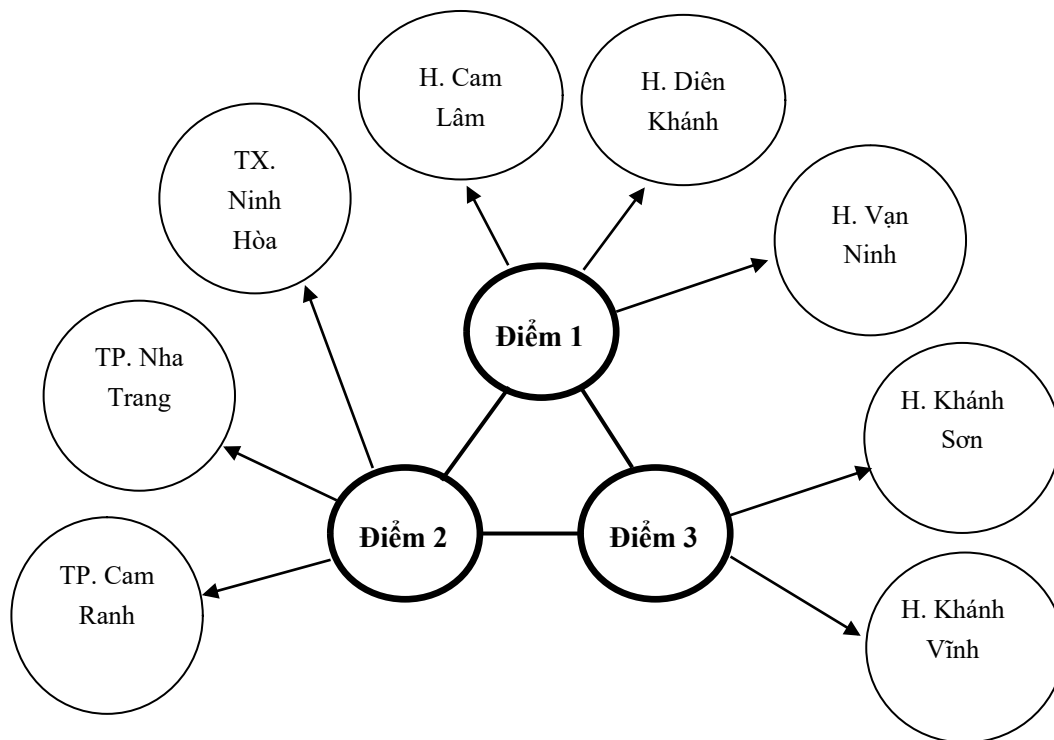 H. Cam
Lâm
H. Diên
Khánh
TX.
Ninh
Hòa
H. Vạn
Ninh
Điểm 1
TP. Nha
Trang
H. Khánh
Sơn
Điểm 2
Điểm 3
TP. Cam
Ranh
H. Khánh
Vĩnh